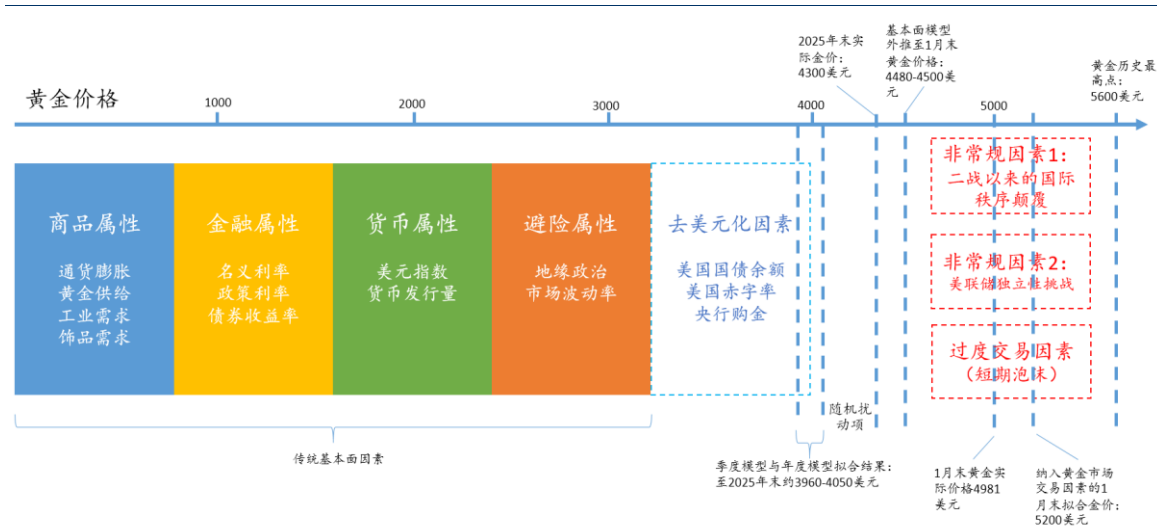 2025年末实
际金价：
4300美元
基本面模型
外推至1月末
黄金价格：
4480-4500美
元
黄金历史最
高点：
5600美元
黄金价格
1000
2000
3000
4000
5000
商品属性
通货膨胀
黄金供给
工业需求
饰品需求
金融属性
名义利率
政策利率
债券收益率
货币属性
美元指数
货币发行量
避险属性
地缘政治
市场波动率
去美元化因素
美国国债余额
美国赤字率
央行购金
非常规因素1：
二战以来的国际
秩序颠覆
非常规因素2：
美联储独立性挑战
过度交易因素
（短期泡沫）
随机扰
动项
传统基本面因素
季度模型与年度模型拟合结果：
至2025年末约3960-4050美元
1月末黄金实
际价格4981
美元
纳入黄金市场
交易因素的1
月末拟合金价：
5200美元